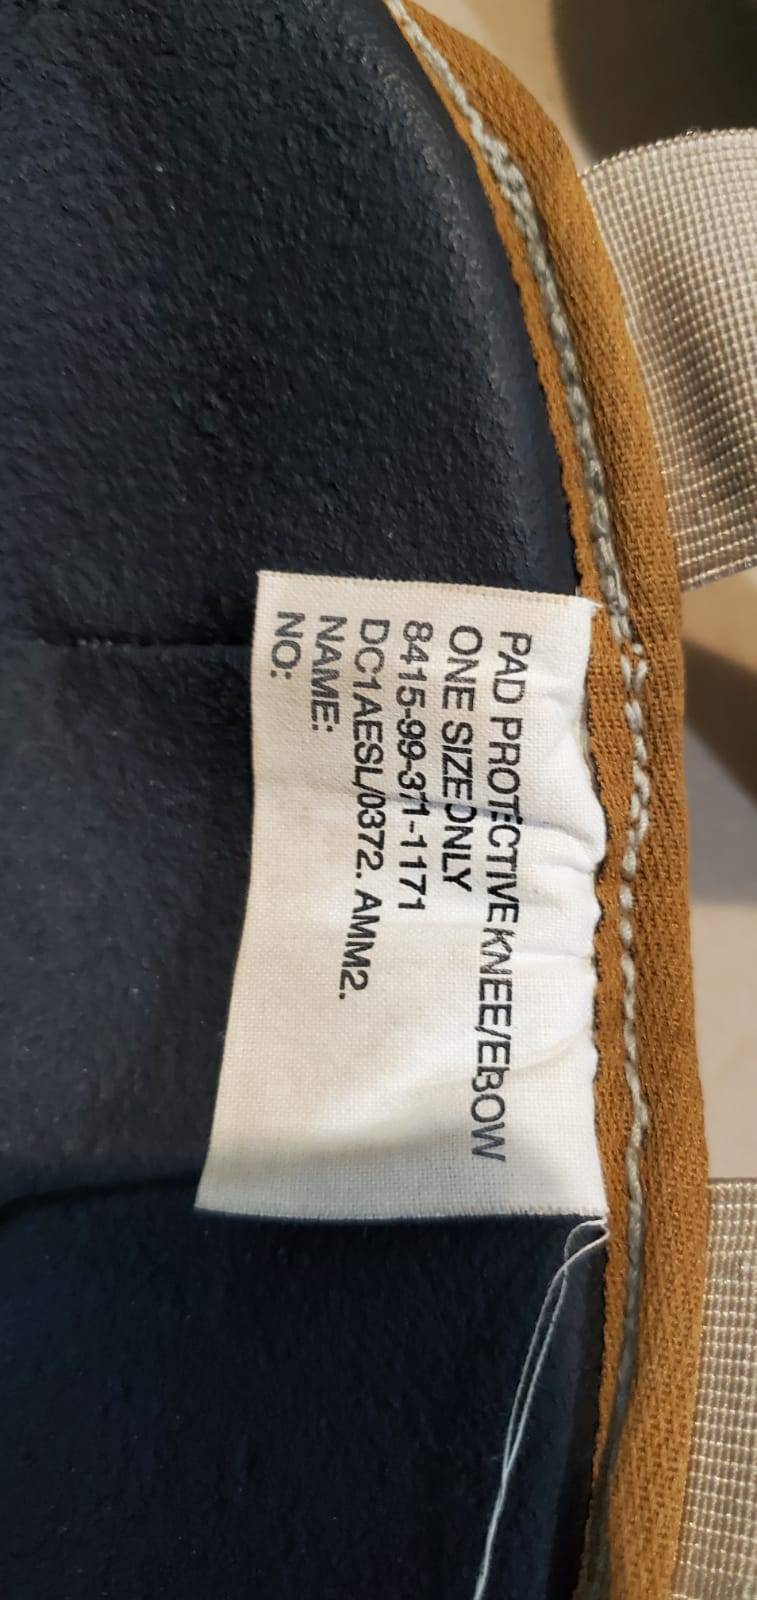 PAD PROTECTIVE KNEE/EBOW
ONE SIZE ONLY
8415-99-371-1171
DC1AESL/0372. AMM2.
NAME:
NO: